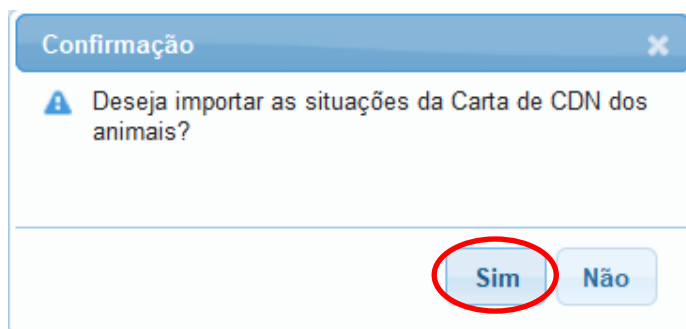 Confirmação
Deseja importar as situações da Carta de CDN dos
animais?
Sim
Não